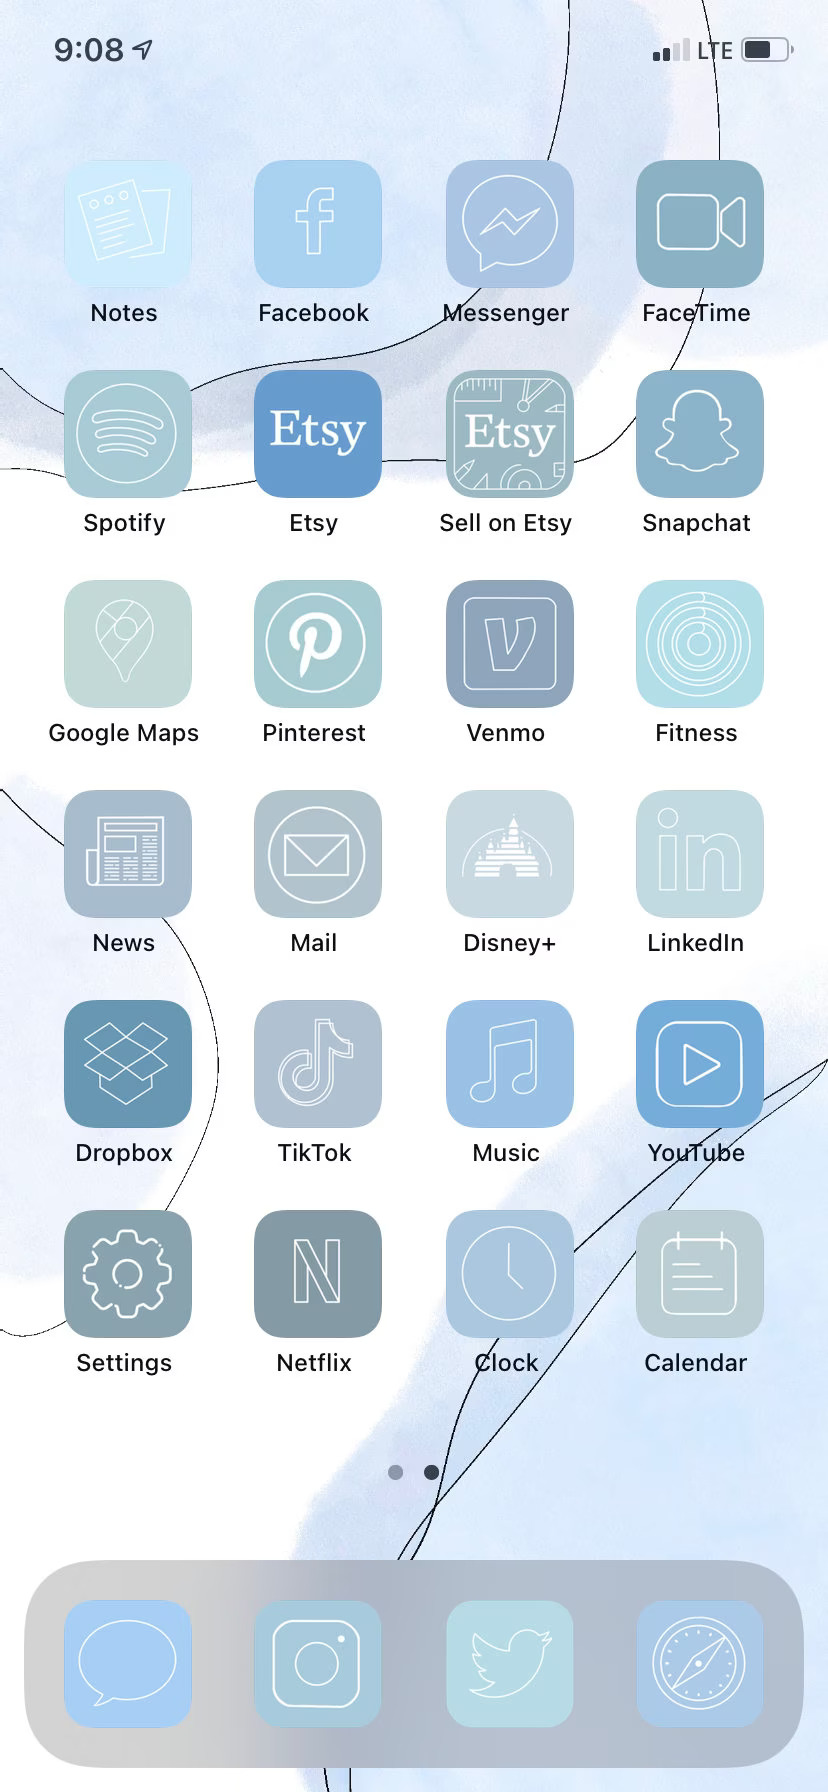 9:08 LTE
Notes Facebook Messenger FaceTime
Etsy Etsy
Spotify Etsy Sell on Etsy Snapchat
Google Maps Pinterest Venmo Fitness
in
News Mail Disney+ LinkedIn
Dropbox TikTok Music YouTube
N
Settings Netflix Clock Calendar